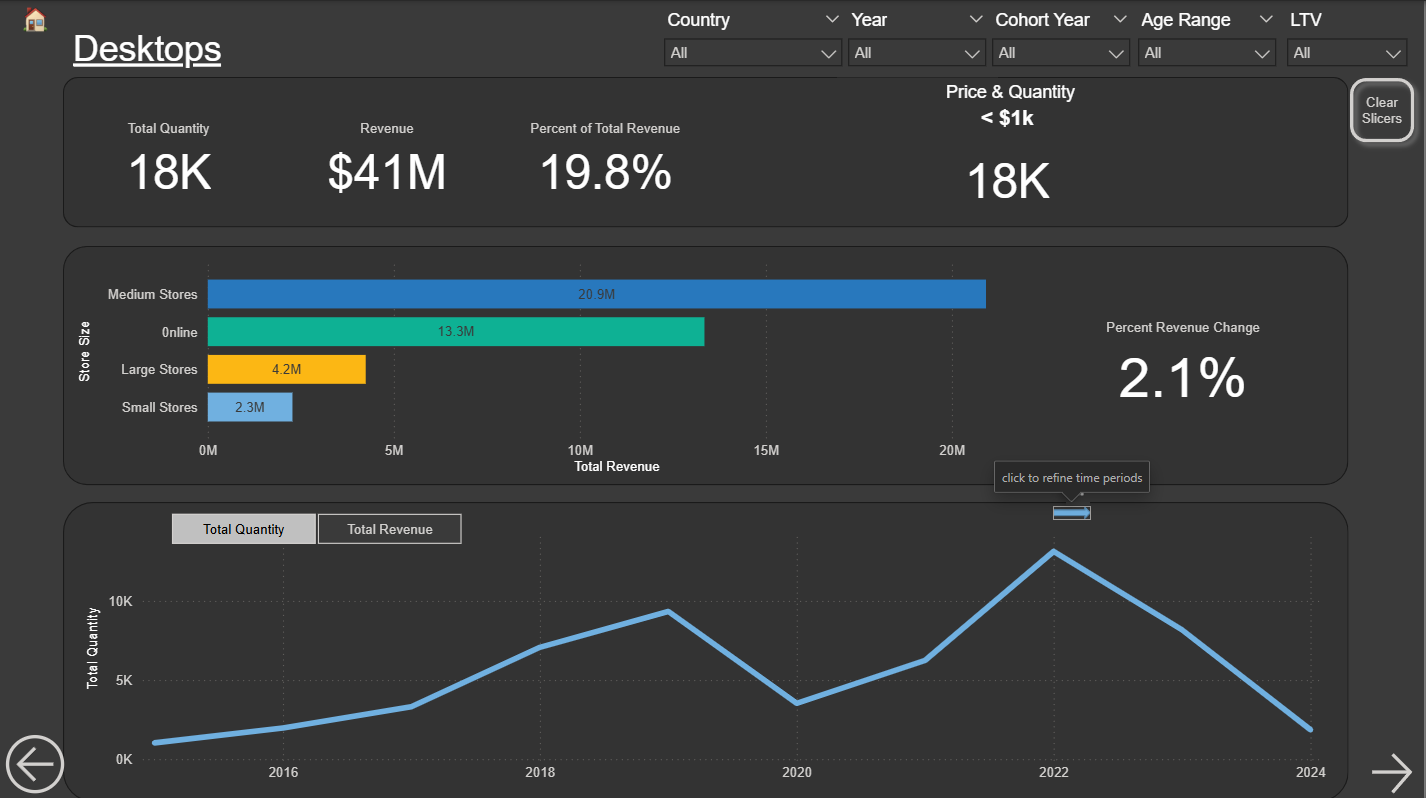 Desktops
Country
Year
Cohort Year
Age Range
LTV
All
All
All
All
All
Clear
Slicers
Total Quantity
18K
Revenue
$41M
Percent of Total Revenue
19.8%
Price & Quantity
< $1k
18K
Store Size
Medium Stores
20.9M
0nline
13.3M
Large Stores
4.2M
Small Stores
2.3M
0M 5M 10M 15M 20M
Total Revenue
Percent Revenue Change
2.1%
click to refine time periods
Total Quantity
Total Revenue
Total Quantity
10K
5K
0K
2016 2018 2020 2022 2024